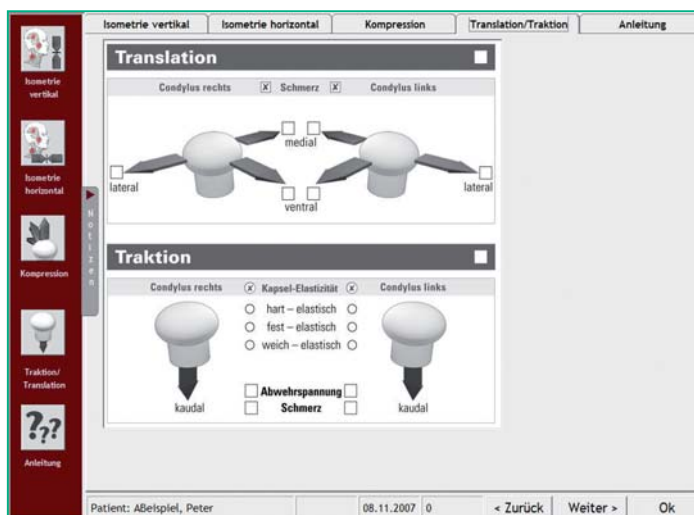 Isometrie vertikal
Isometrie horizontal
Kompression
Translation/Traktion
Anleitung
Isometrie
vertikal
Isometrie
horizontal
Kompression
Traktion/
Translation
???
Anleitung
Notizen
Translation
Condylus rechts x Schmerz x Condylus links
medial
lateral
lateral
ventral
Traktion
Condylus rechts x Kapsel-Elastizität x Condylus links
hart – elastisch
fest – elastisch
weich – elastisch
Abwehrspannung
kaudal Schmerz kaudal
Patient: ABeispiel, Peter 08.11.2007 0 < Zurück Weiter > Ok